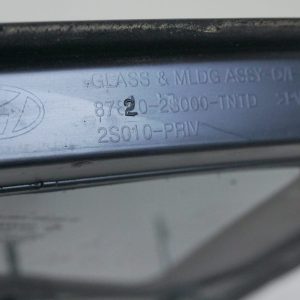 GLASS & MLDG ASSY-D/L
87820-2S000-TNTD
2S010-PRIV